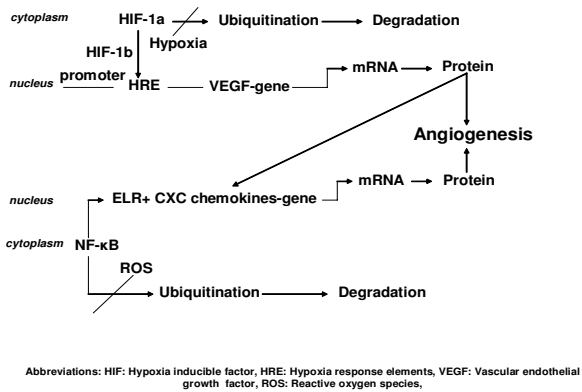 cytoplasm HIF-1a Ubiquitination Degradation
Hypoxia
HIF-1b
promoter mRNA Protein
nucleus HRE VEGF-gene
Angiogenesis
mRNA Protein
nucleus ELR+ CXC chemokines-gene
cytoplasm NF-κB
ROS
Ubiquitination Degradation
Abbreviations: HIF: Hypoxia inducible factor, HRE: Hypoxia response elements, VEGF: Vascular endothelial
growth factor, ROS: Reactive oxygen species,